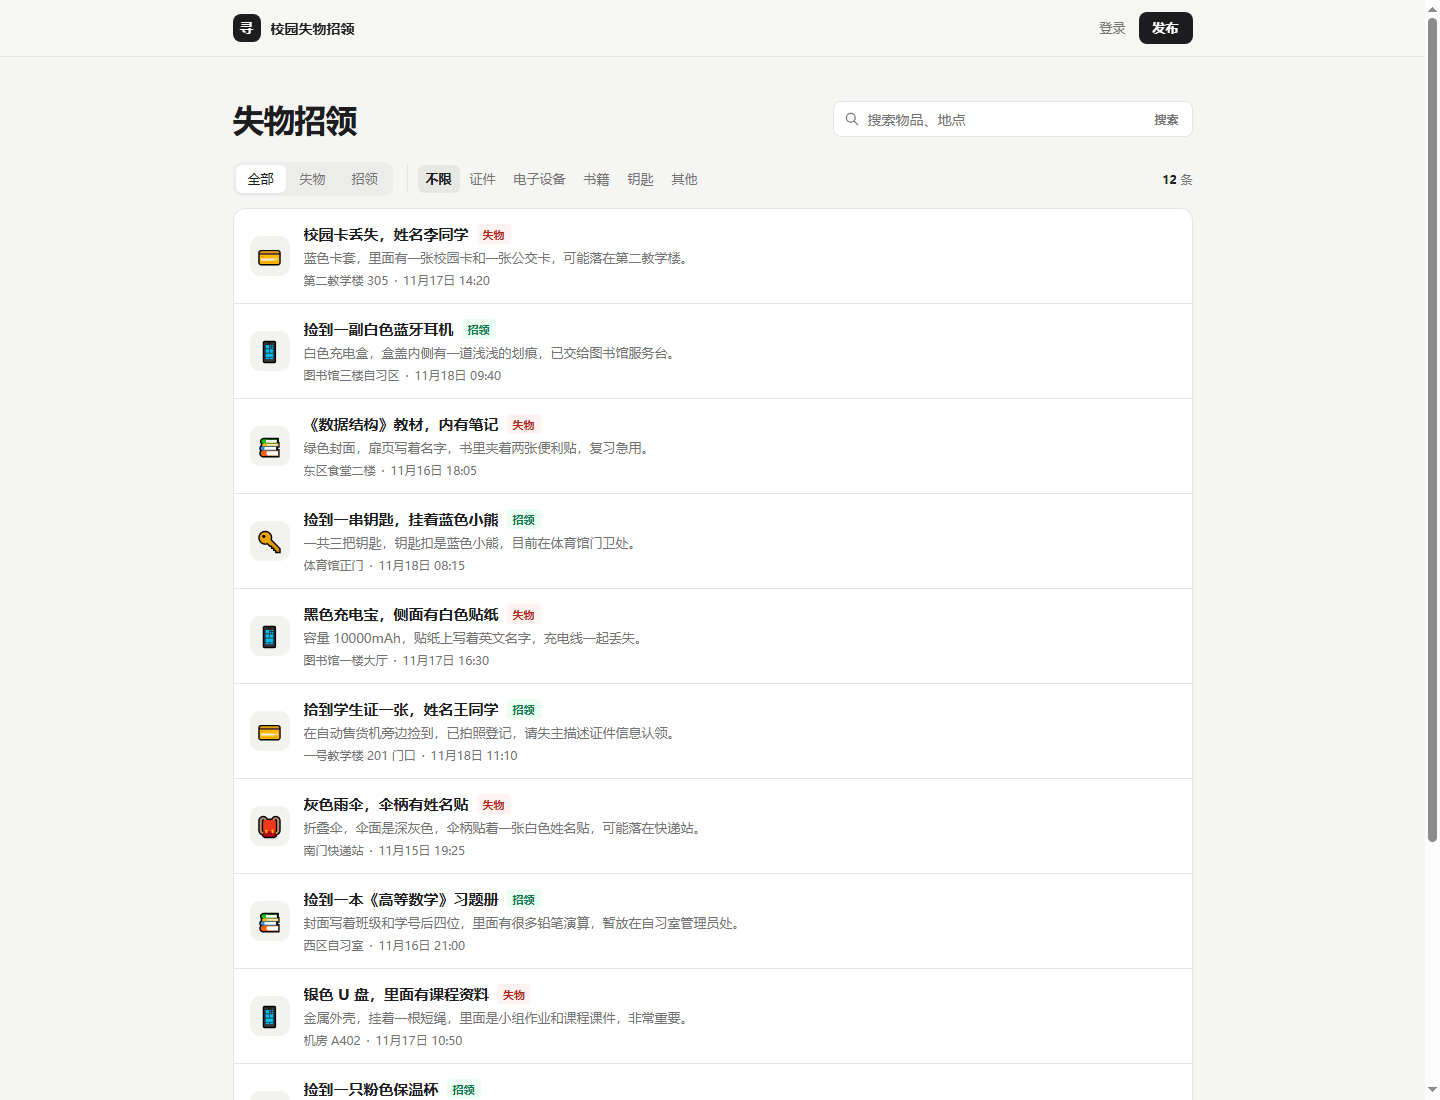 寻 校园失物招领 登录 发布
失物招领 搜索物品、地点 搜索
全部 失物 招领 不限 证件 电子设备 书籍 钥匙 其他 12 条
校园卡丢失，姓名李同学 失物
蓝色卡套，里面有一张校园卡和一张公交卡，可能落在第二教学楼。
第二教学楼 305 · 11月17日 14:20
捡到一副白色蓝牙耳机 招领
白色充电盒，盒盖内侧有一道浅浅的划痕，已交给图书馆服务台。
图书馆三楼自习区 · 11月18日 09:40
《数据结构》教材，内有笔记 失物
绿色封面，扉页写着名字，书里夹着两张便利贴，复习急用。
东区食堂二楼 · 11月16日 18:05
捡到一串钥匙，挂着蓝色小熊 招领
一共三把钥匙，钥匙扣是蓝色小熊，目前在体育馆门卫处。
体育馆正门 · 11月18日 08:15
黑色充电宝，侧面有白色贴纸 失物
容量 10000mAh，贴纸上写着英文名字，充电线一起丢失。
图书馆一楼大厅 · 11月17日 16:30
拾到学生证一张，姓名王同学 招领
在自动售货机旁边捡到，已拍照登记，请失主描述证件信息认领。
一号教学楼 201 门口 · 11月18日 11:10
灰色雨伞，伞柄有姓名贴 失物
折叠伞，伞面是深灰色，伞柄贴着一张白色姓名贴，可能落在快递站。
南门快递站 · 11月15日 19:25
捡到一本《高等数学》习题册 招领
封面写着班级和学号后四位，里面有很多铅笔演算，暂放在自习室管理员处。
西区自习室 · 11月16日 21:00
银色 U 盘，里面有课程资料 失物
金属外壳，挂着一根短绳，里面是小组作业和课程课件，非常重要。
机房 A402 · 11月17日 10:50
捡到一只粉色保温杯 招领